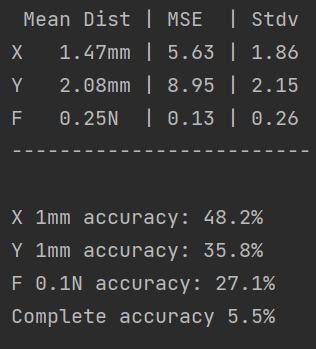 Mean Dist | MSE | Stdv
X 1.47mm | 5.63 | 1.86
Y 2.08mm | 8.95 | 2.15
F 0.25N | 0.13 | 0.26
--------------------------
X 1mm accuracy: 48.2%
Y 1mm accuracy: 35.8%
F 0.1N accuracy: 27.1%
Complete accuracy 5.5%